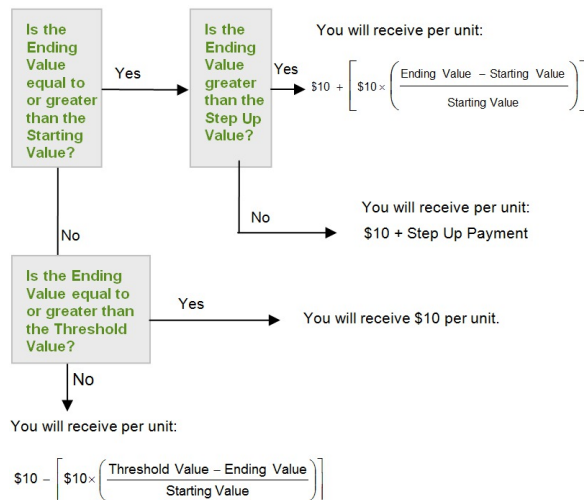 Is the
Ending
Value
equal to
or greater
than the
Starting
Value?
Yes
Is the
Ending
Value
greater
than the
Step Up
Value?
Yes
You will receive per unit:
$10 + [ $10 × ( Ending Value – Starting Value
Starting Value ) ]
No
You will receive per unit:
$10 + Step Up Payment
No
Is the Ending
Value equal to
or greater than
the Threshold
Value?
Yes
You will receive $10 per unit.
No
You will receive per unit:
$10 – [ $10× ( Threshold Value – Ending Value
Starting Value ) ]